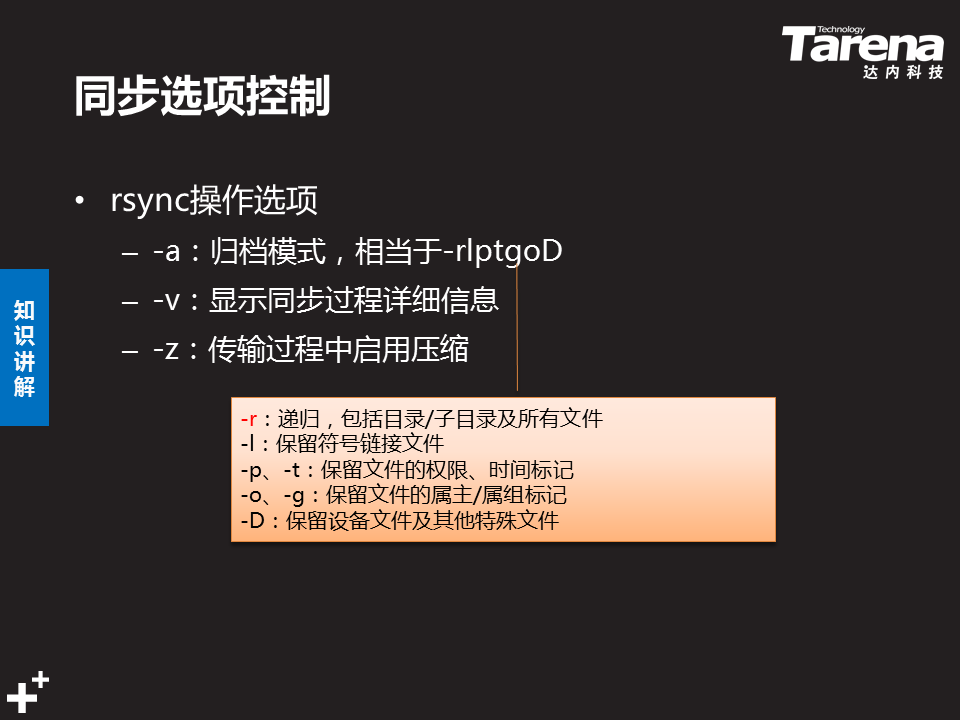 Technology
Tarena
达内科技
同步选项控制
• rsync操作选项
– -a：归档模式，相当于-rlptgoD
– -v：显示同步过程详细信息
– -z：传输过程中启用压缩
知识讲解
-r：递归，包括目录/子目录及所有文件
-l：保留符号链接文件
-p、-t：保留文件的权限、时间标记
-o、-g：保留文件的属主/属组标记
-D：保留设备文件及其他特殊文件